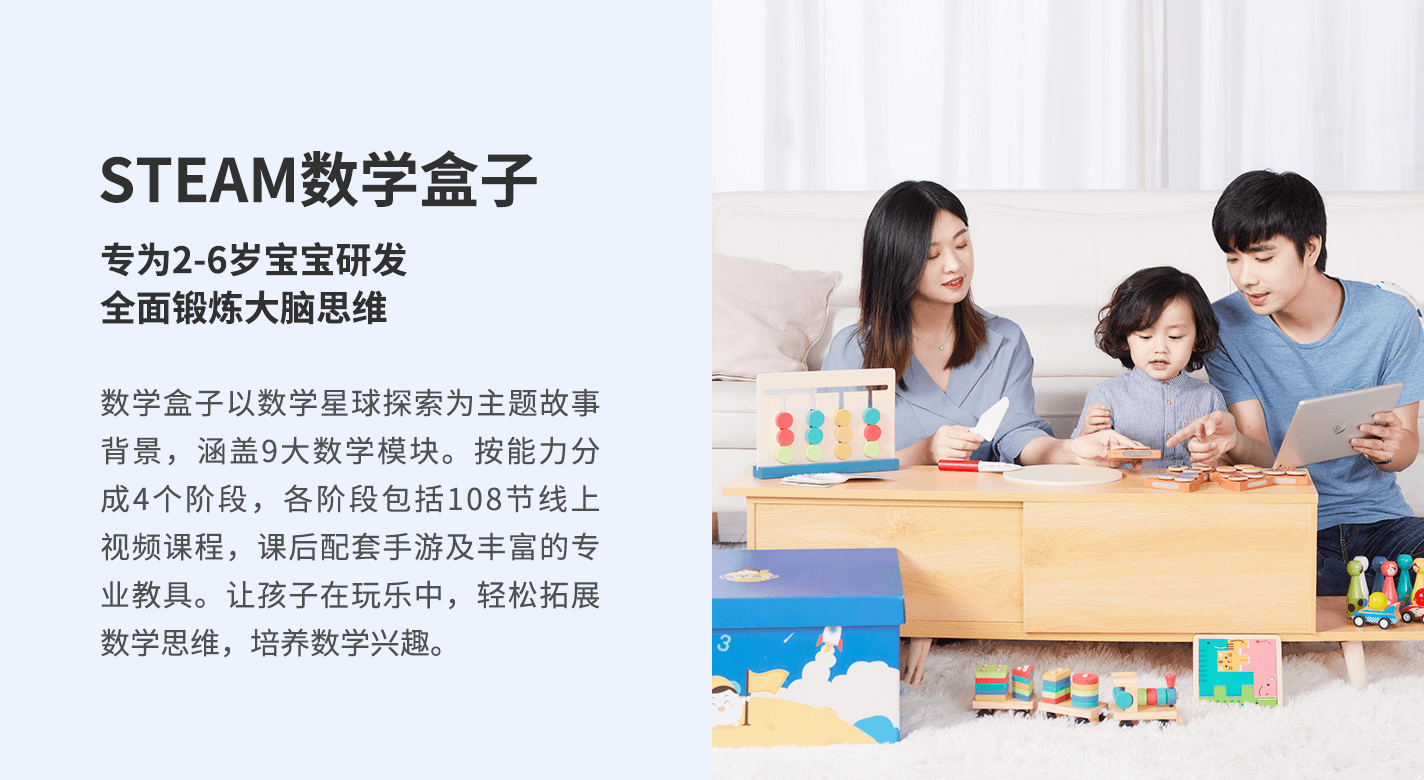 STEAM数学盒子
专为2-6岁宝宝研发
全面锻炼大脑思维
数学盒子以数学星球探索为主题故事
背景，涵盖9大数学模块。按能力分
成4个阶段，各阶段包括108节线上
视频课程，课后配套手游及丰富的专
业教具。让孩子在玩乐中，轻松拓展
数学思维，培养数学兴趣。
3